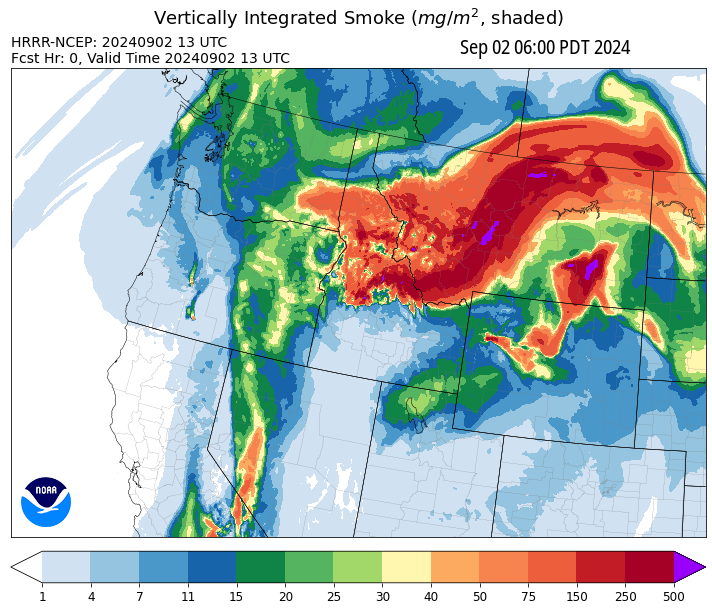 Vertically Integrated Smoke (mg/m², shaded)
HRRR-NCEP: 20240902 13 UTC
Fcst Hr: 0, Valid Time 20240902 13 UTC
Sep 02 06:00 PDT 2024
NOAA
1 4 7 11 15 20 25 30 40 50 75 150 250 500